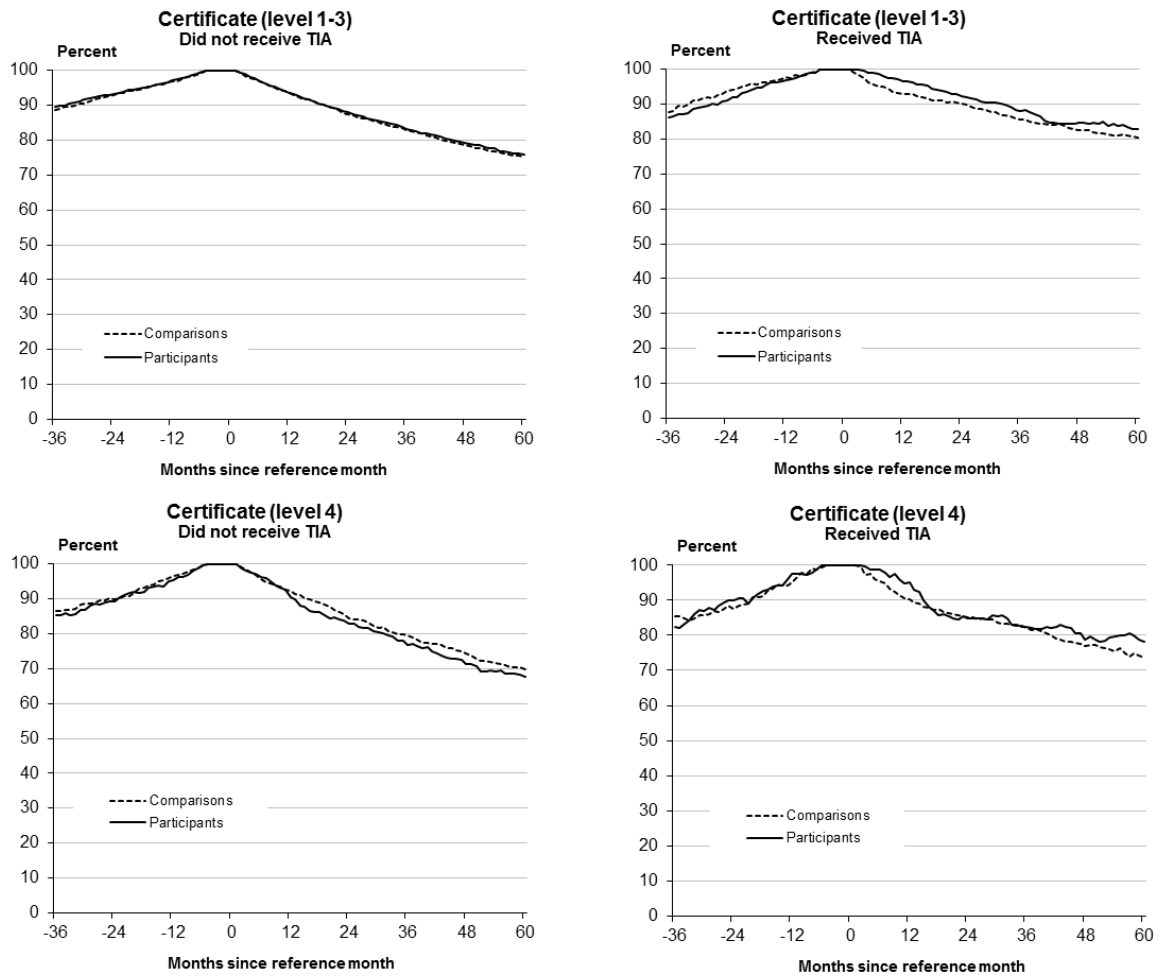 Certificate (level 1-3)
Did not receive TIA
Percent
100
90
80
70
60
50
40
30
20
10
0
-36 -24 -12 0 12 24 36 48 60
Comparisons
Participants
Months since reference month
Certificate (level 1-3)
Received TIA
Percent
100
90
80
70
60
50
40
30
20
10
0
-36 -24 -12 0 12 24 36 48 60
Comparisons
Participants
Months since reference month
Certificate (level 4)
Did not receive TIA
Percent
100
90
80
70
60
50
40
30
20
10
0
-36 -24 -12 0 12 24 36 48 60
Comparisons
Participants
Months since reference month
Certificate (level 4)
Received TIA
Percent
100
90
80
70
60
50
40
30
20
10
0
-36 -24 -12 0 12 24 36 48 60
Comparisons
Participants
Months since reference month